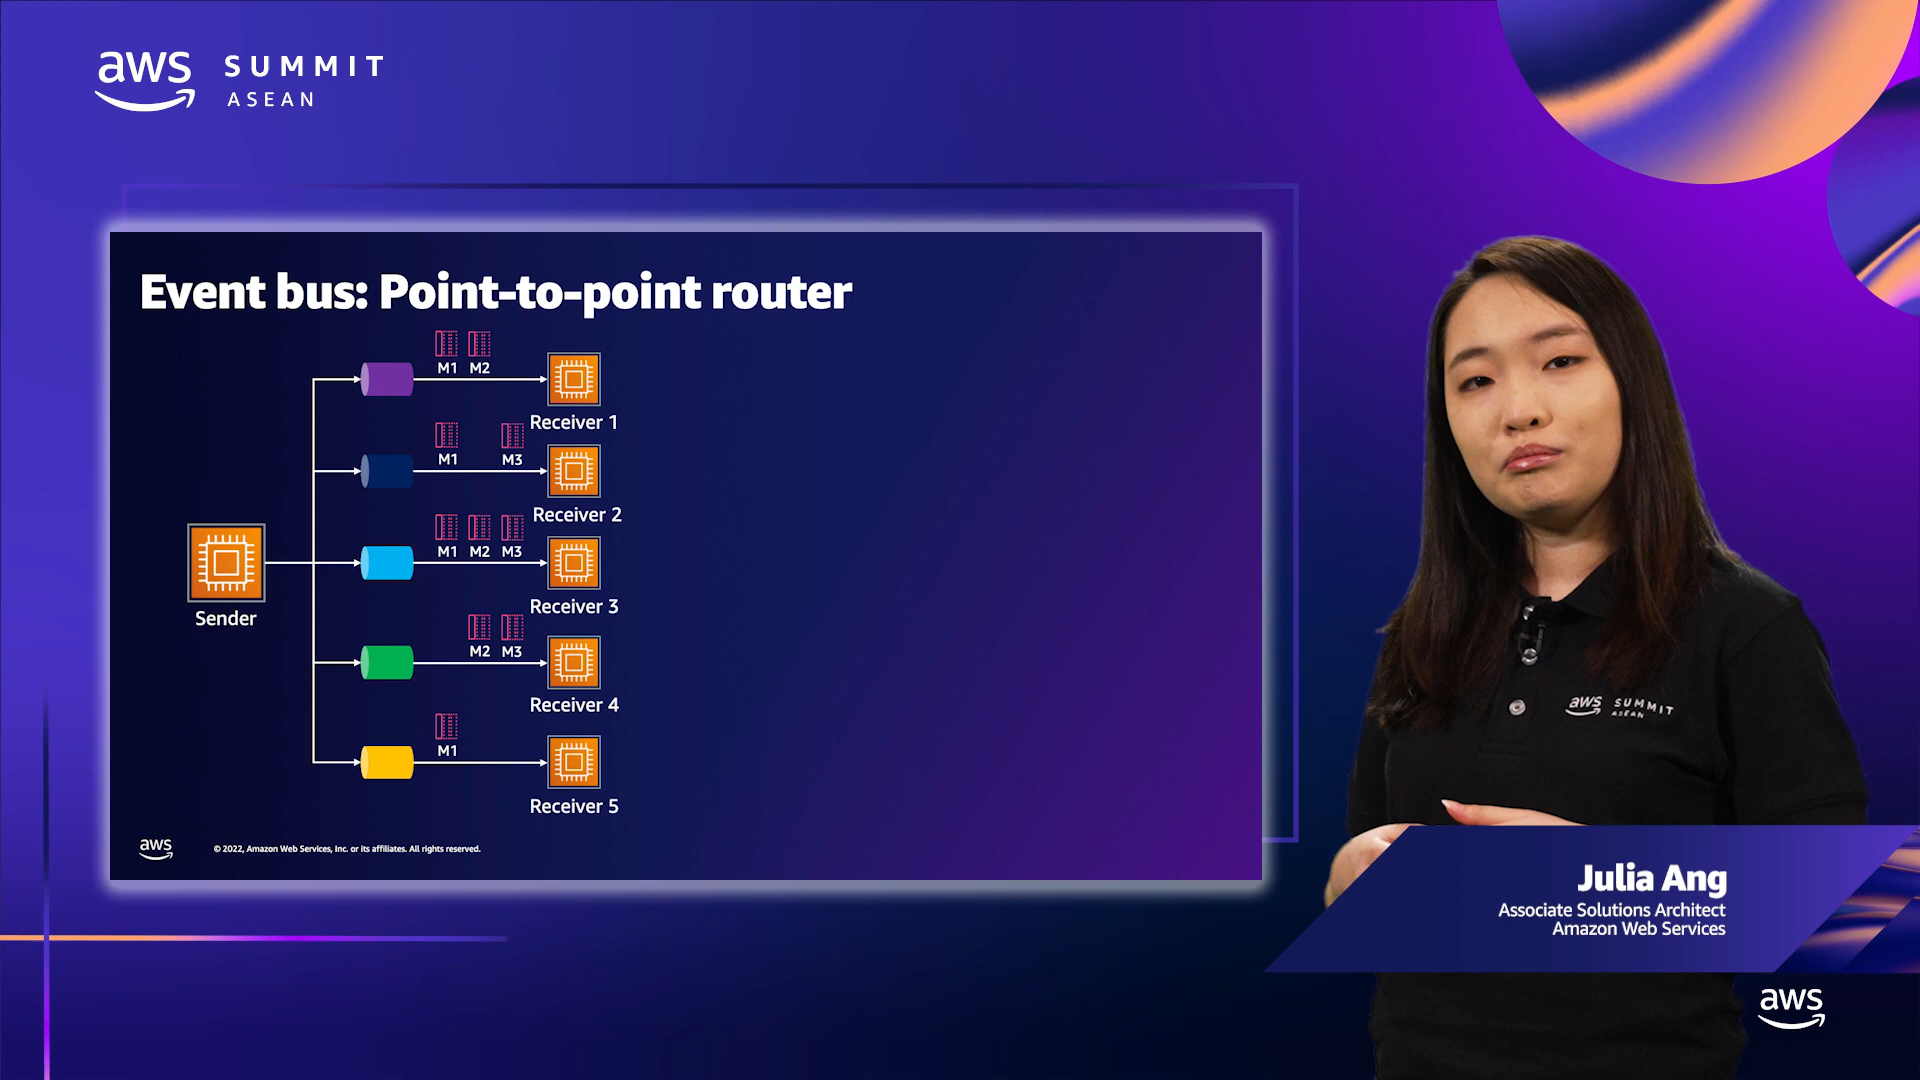 aws SUMMIT
ASEAN
Event bus: Point-to-point router
M1 M2
Receiver 1
M1 M3
Receiver 2
M1 M2 M3
Receiver 3
Sender
M2 M3
Receiver 4
M1
Receiver 5
aws © 2022, Amazon Web Services, Inc. or its affiliates. All rights reserved.
aws SUMMIT
ASEAN
Julia Ang
Associate Solutions Architect
Amazon Web Services
aws